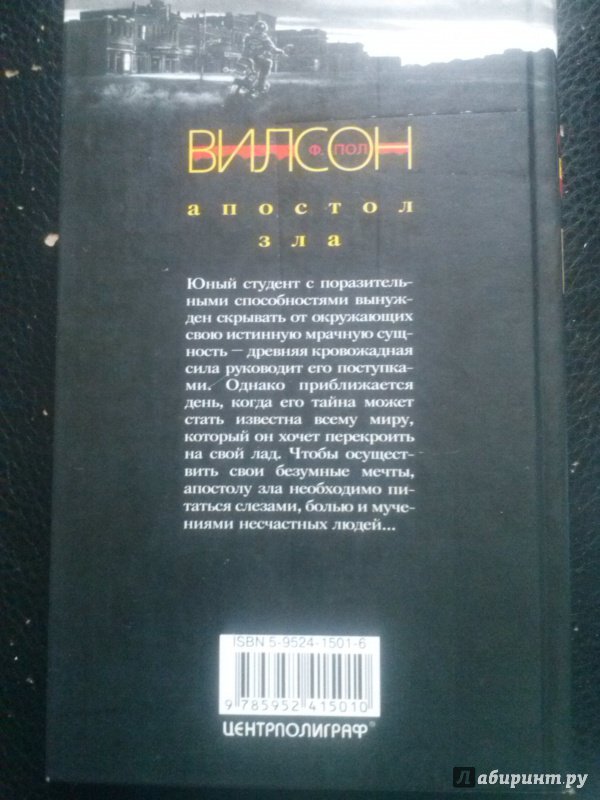 ВИЛСОН
Ф. ПОЛ
апостол
зла
Юный студент с поразитель-
ными способностями вынуж-
ден скрывать от окружающих
свою истинную мрачную сущ-
ность — древняя кровожадная
сила руководит его поступка-
ми. Однако приближается
день, когда его тайна может
стать известна всему миру,
который он хочет перекроить
на свой лад. Чтобы осущест-
вить свои безумные мечты,
апостолу зла необходимо пи-
таться слезами, болью и муче-
ниями несчастных людей...
ISBN 5-9524-1501-6
9 785952 415010
ЦЕНТРПОЛИГРАФ®
Лабиринт.ру